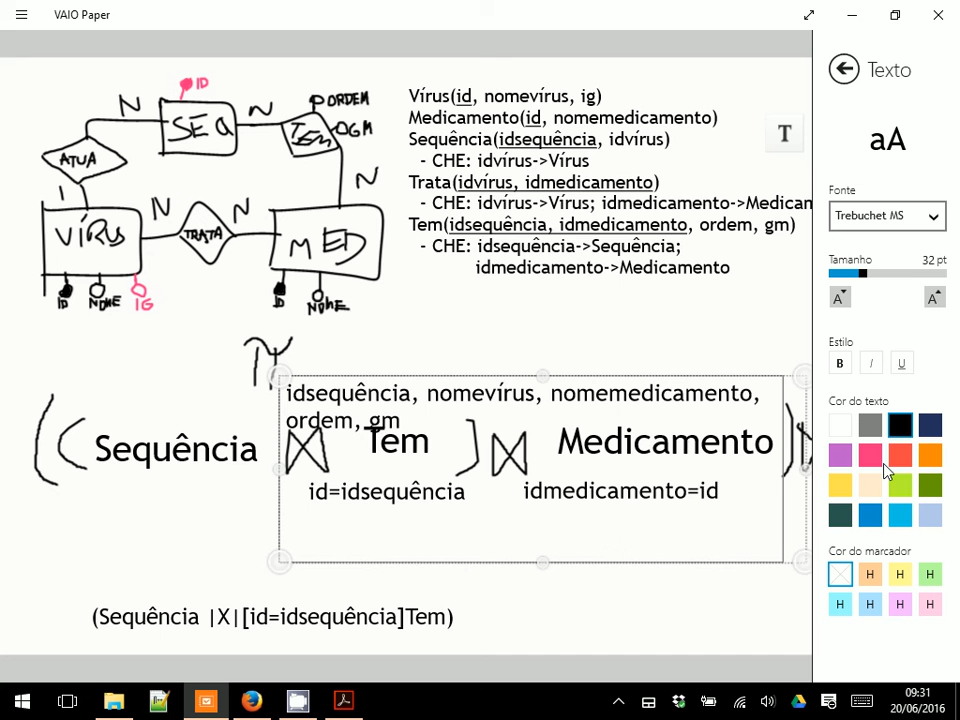 VAIO Paper
Texto
aA
Fonte
Trebuchet MS
Tamanho
32 pt
A
A
Estilo
B
I
U
Cor do texto
Cor do marcador
H
H
H
H
H
H
H
T
ID
N
SEQ
N
ORDEM
TEM
GM
ATUA
1
N
VÍRUS
N
TRATA
N
MED
ID
NOME
IG
ID
NOME
Vírus(id, nomevírus, ig)
Medicamento(id, nomemedicamento)
Sequência(idsequência, idvírus)
- CHE: idvírus->Vírus
Trata(idvírus, idmedicamento)
- CHE: idvírus->Vírus; idmedicamento->Medicam
Tem(idsequência, idmedicamento, ordem, gm)
- CHE: idsequência->Sequência;
idmedicamento->Medicamento
π
idsequência, nomevírus, nomemedicamento,
ordem, gm
( ( Sequência ⋈ Tem ) ⋈ Medicamento )
id=idsequência
idmedicamento=id
(Sequência |X|[id=idsequência]Tem)
09:31
20/06/2016